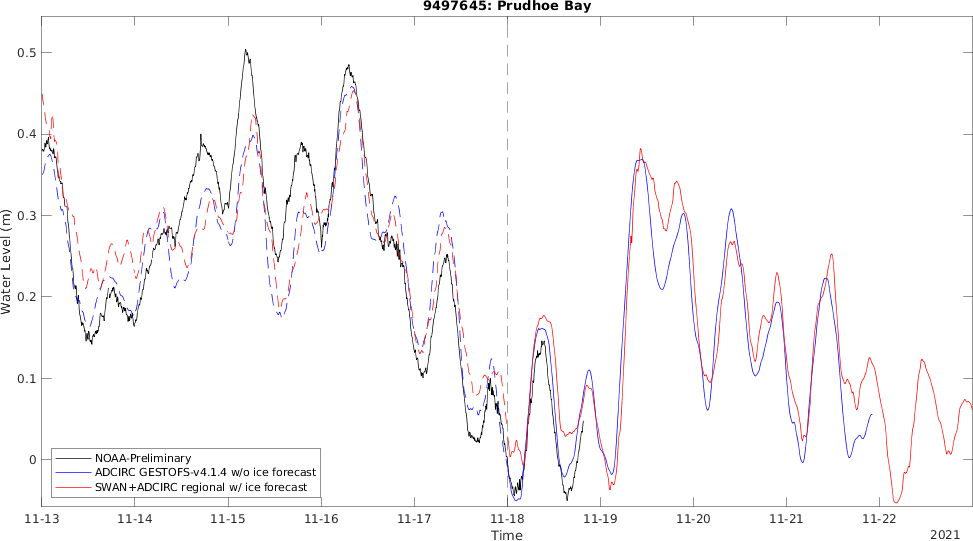 9497645: Prudhoe Bay
0.5
0.4
0.3
0.2
0.1
0
Water Level (m)
NOAA-Preliminary
ADCIRC GESTOFS-v4.1.4 w/o ice forecast
SWAN+ADCIRC regional w/ ice forecast
11-13 11-14 11-15 11-16 11-17 11-18 11-19 11-20 11-21 11-22
Time
2021